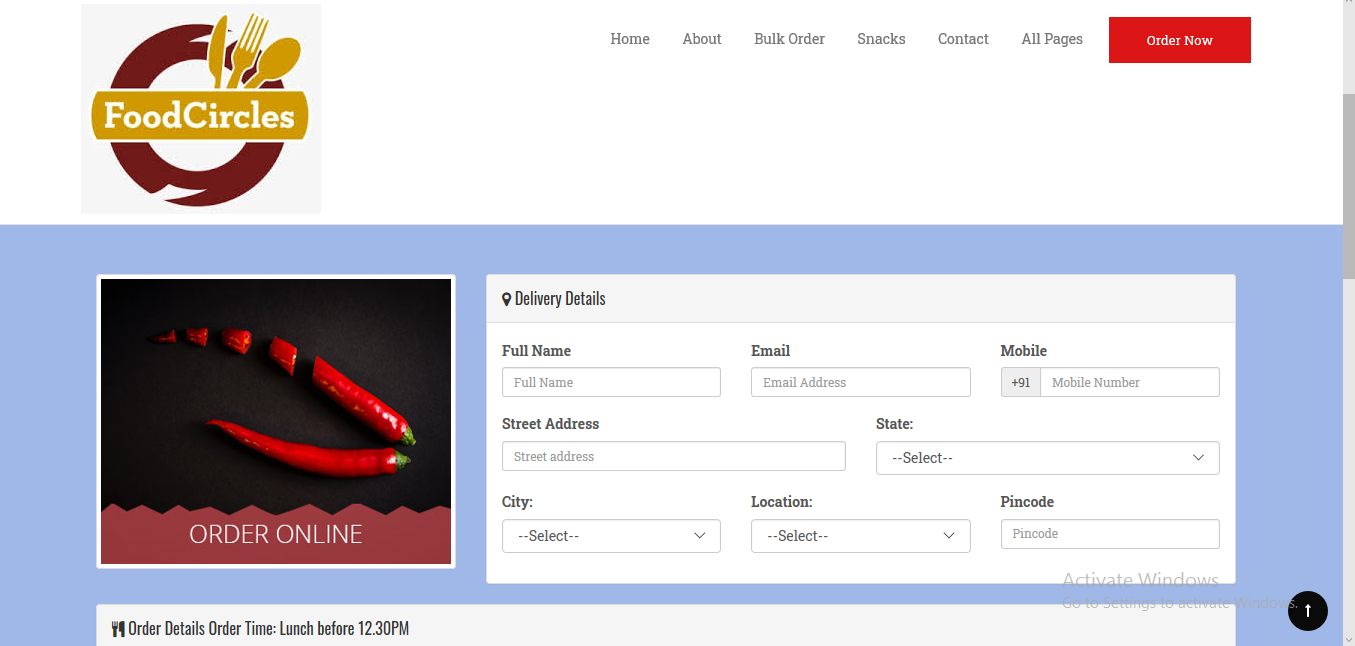 FoodCircles
Home About Bulk Order Snacks Contact All Pages Order Now
ORDER ONLINE
Delivery Details
Full Name Email Mobile
Full Name Email Address +91 Mobile Number
Street Address State:
Street address --Select--
City: Location: Pincode
--Select-- --Select-- Pincode
Activate Windows
Go to Settings to activate Windows.
Order Details Order Time: Lunch before 12.30PM